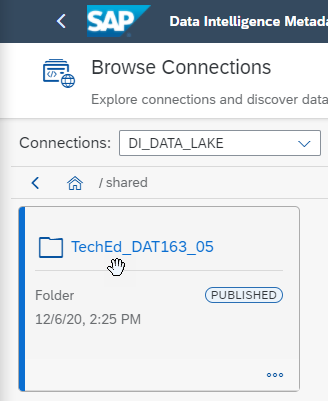 SAP Data Intelligence Metada
Browse Connections
Explore connections and discover data
Connections: DI_DATA_LAKE
/ shared
TechEd_DAT163_05
Folder PUBLISHED
12/6/20, 2:25 PM